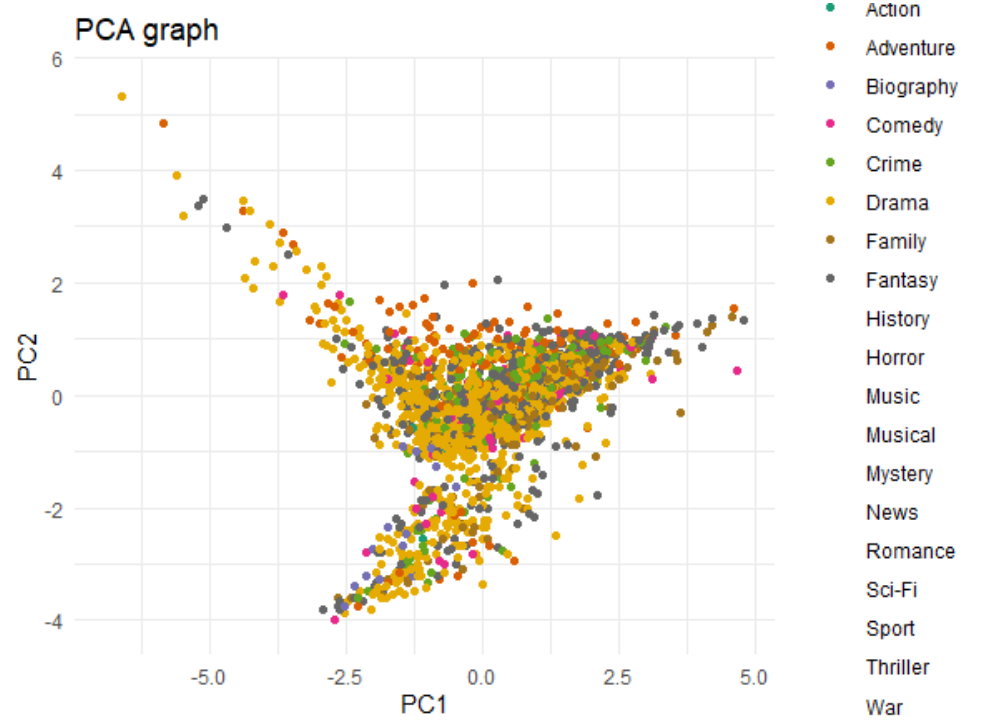 PCA graph
6
4
2
0
-2
-4
PC2
-5.0
-2.5
0.0
2.5
5.0
PC1
Action
Adventure
Biography
Comedy
Crime
Drama
Family
Fantasy
History
Horror
Music
Musical
Mystery
News
Romance
Sci-Fi
Sport
Thriller
War